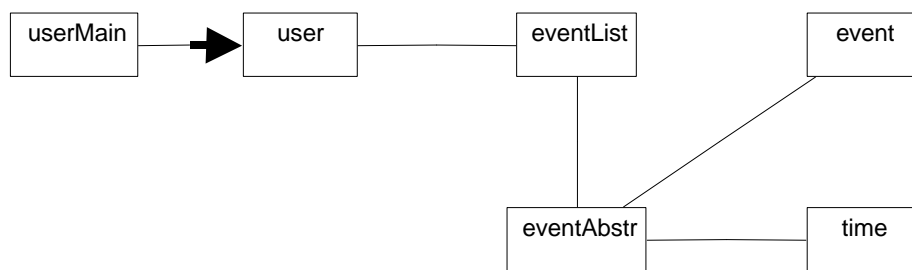 userMain
user
eventList
event
eventAbstr
time